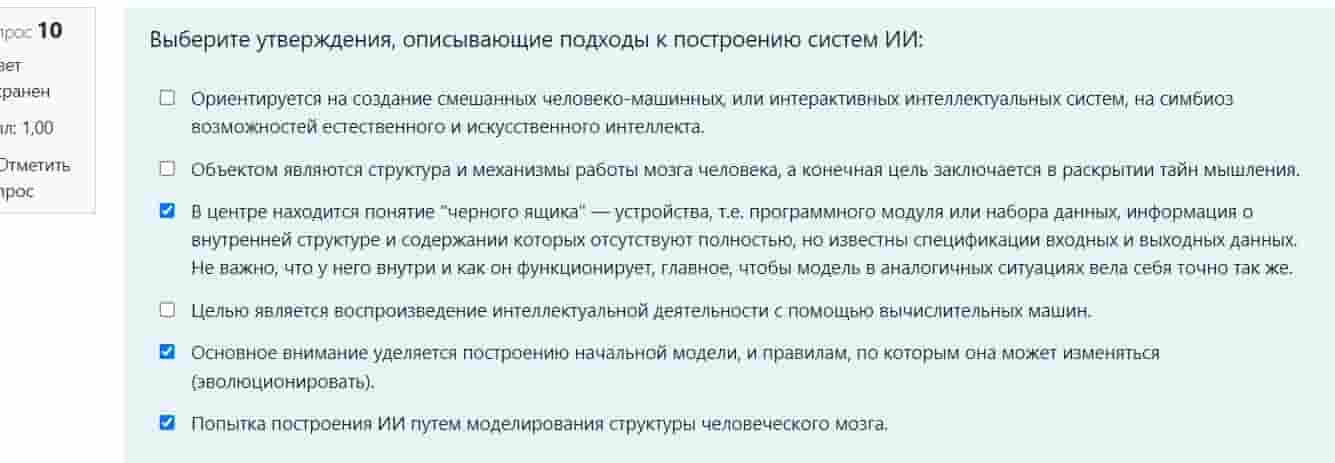 прос 10
вет
хранен
лл: 1,00
Отметить
прос
Выберите утверждения, описывающие подходы к построению систем ИИ:
Ориентируется на создание смешанных человеко-машинных, или интерактивных интеллектуальных систем, на симбиоз
возможностей естественного и искусственного интеллекта.
Объектом являются структура и механизмы работы мозга человека, а конечная цель заключается в раскрытии тайн мышления.
В центре находится понятие "черного ящика" — устройства, т.е. программного модуля или набора данных, информация о
внутренней структуре и содержании которых отсутствуют полностью, но известны спецификации входных и выходных данных.
Не важно, что у него внутри и как он функционирует, главное, чтобы модель в аналогичных ситуациях вела себя точно так же.
Целью является воспроизведение интеллектуальной деятельности с помощью вычислительных машин.
Основное внимание уделяется построению начальной модели, и правилам, по которым она может изменяться
(эволюционировать).
Попытка построения ИИ путем моделирования структуры человеческого мозга.